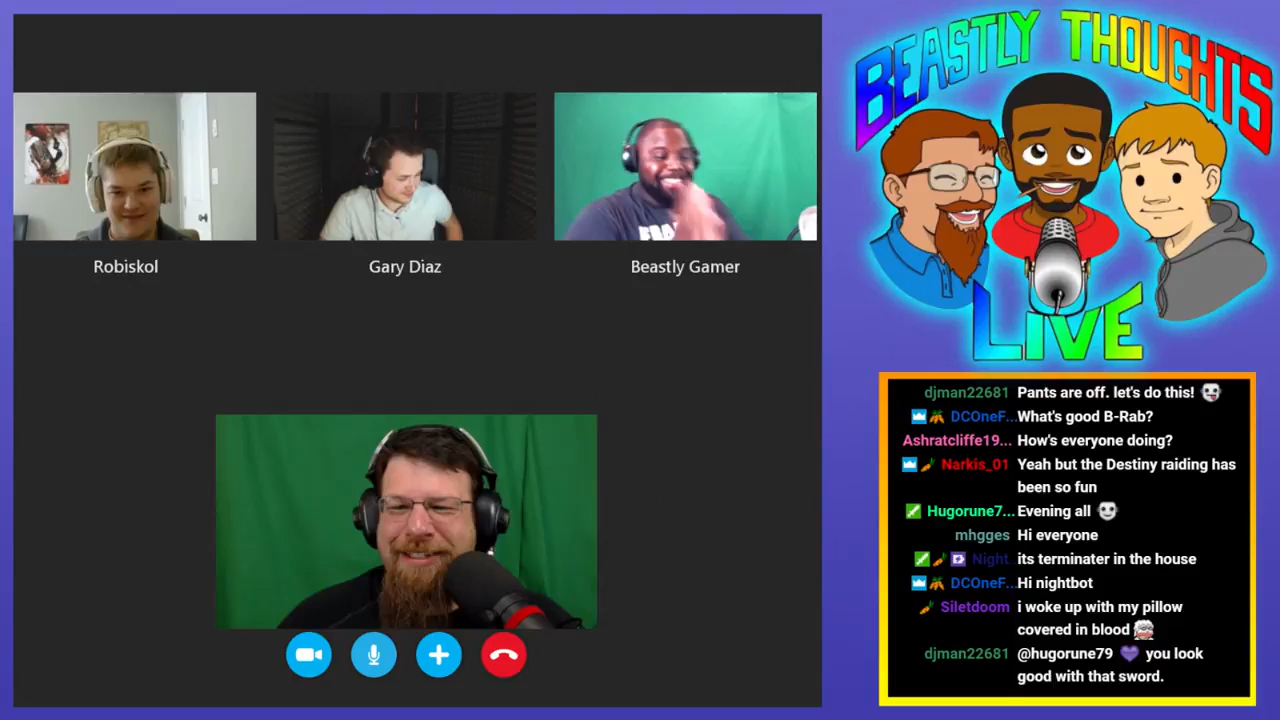 BEASTLY THOUGHTS
LIVE
Robiskol
Gary Diaz
Beastly Gamer
djman22681 Pants are off. let's do this!
DCOneF... What's good B-Rab?
Ashratcliffe19... How's everyone doing?
Narkis_01 Yeah but the Destiny raiding has
been so fun
Hugorune7... Evening all
mhgges Hi everyone
Night its terminater in the house
DCOneF... Hi nightbot
Siletdoom i woke up with my pillow
covered in blood
djman22681 @hugorune79 💜 you look
good with that sword.